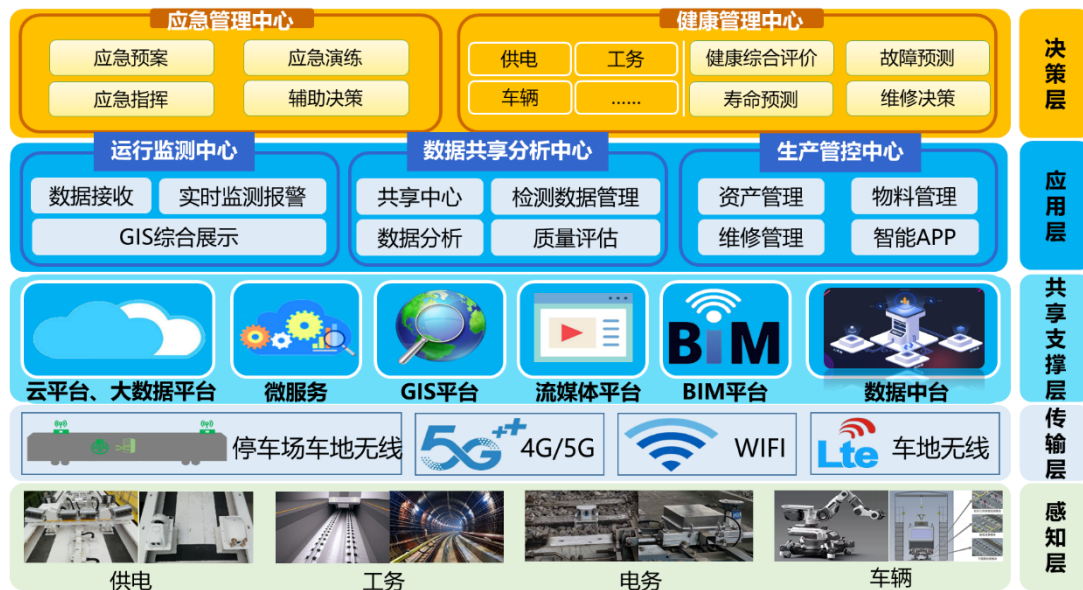 应急管理中心
应急预案
应急演练
应急指挥
辅助决策
健康管理中心
供电
工务
健康综合评价
故障预测
车辆
……
寿命预测
维修决策
决策层
运行监测中心
数据接收
实时监测报警
GIS综合展示
数据共享分析中心
共享中心
检测数据管理
数据分析
质量评估
生产管控中心
资产管理
物料管理
维修管理
智能APP
应用层
BIM
云平台、大数据平台
微服务
GIS平台
流媒体平台
BIM平台
数据中台
共享支撑层
停车场车地无线
5G++
4G/5G
WIFI
Lte
车地无线
传输层
供电
工务
电务
车辆
感知层